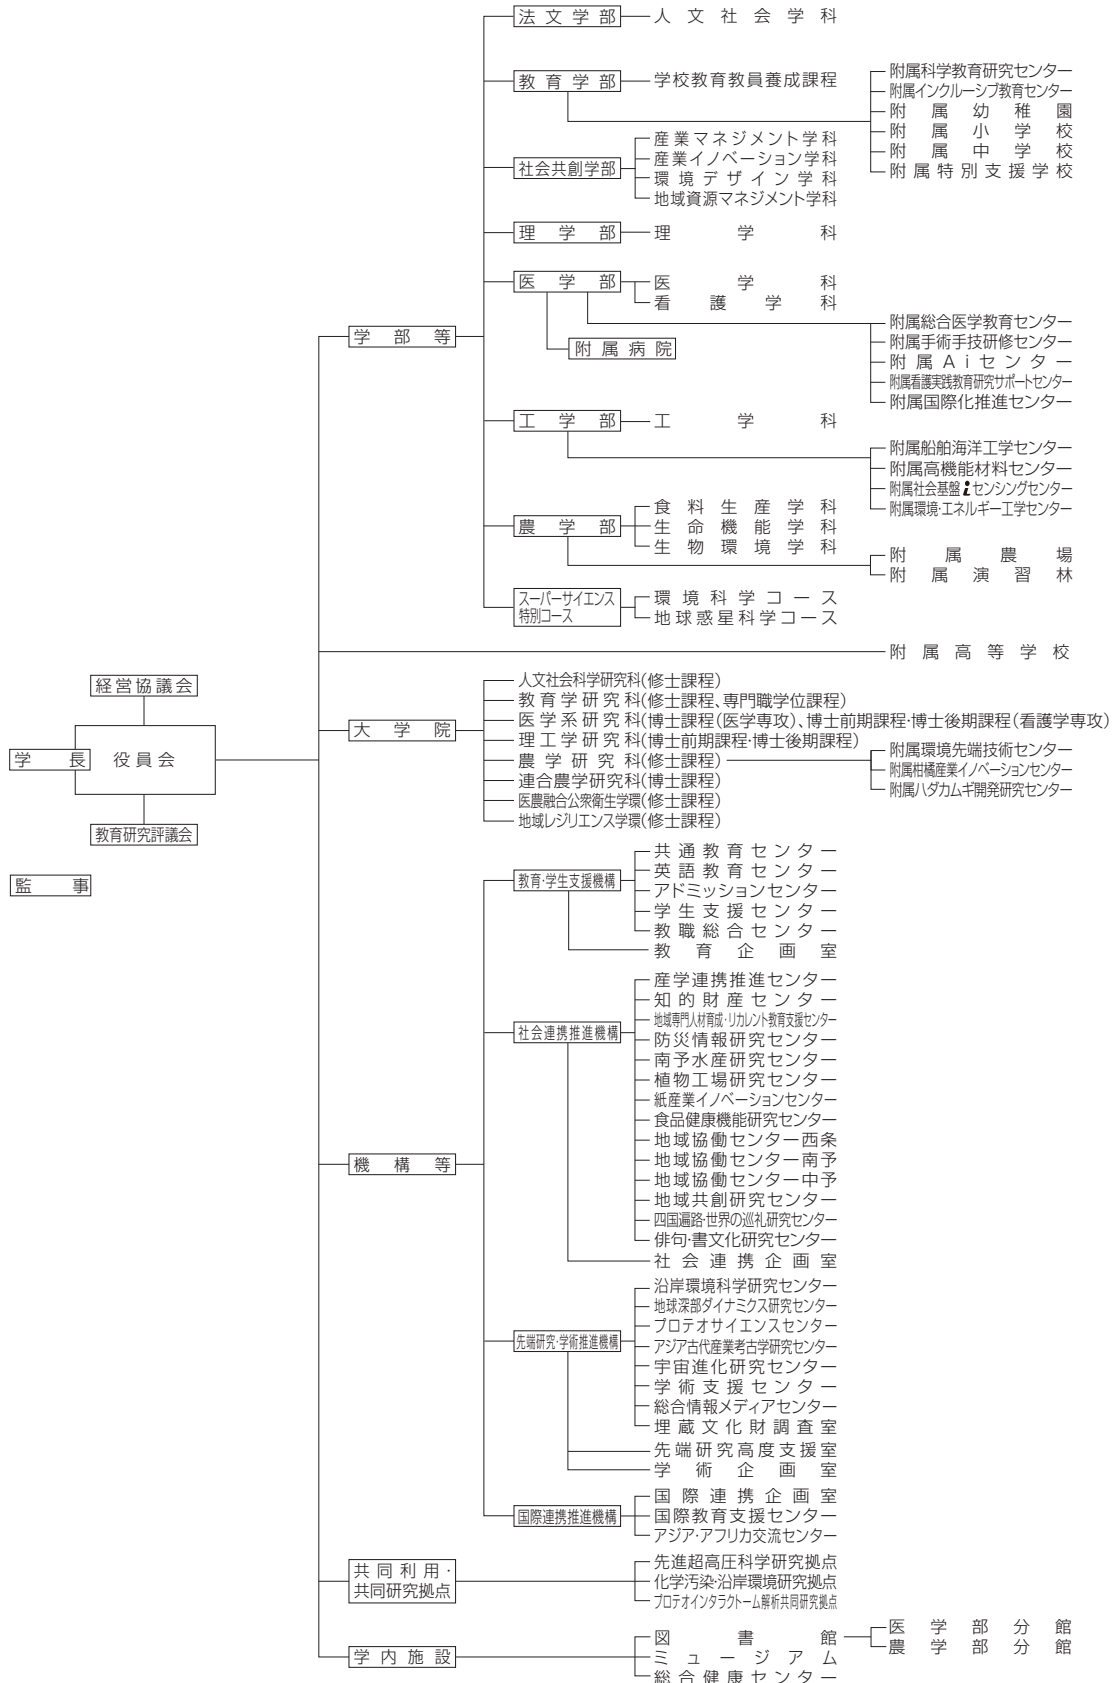 法文学部
人文社会学科
教育学部
学校教育教員養成課程
附属科学教育研究センター
附属インクルーシブ教育センター
附属幼稚園
附属小学校
附属中学校
附属特別支援学校
社会共創学部
産業マネジメント学科
産業イノベーション学科
環境デザイン学科
地域資源マネジメント学科
理学部
理学科
医学部
医学科
看護学科
附属病院
附属総合医学教育センター
附属手術手技研修センター
附属Aiセンター
附属看護実践教育研究サポートセンター
附属国際化推進センター
学部等
工学部
工学科
附属船舶海洋工学センター
附属高機能材料センター
附属社会基盤iセンシングセンター
附属環境・エネルギー工学センター
農学部
食料生産学科
生命機能学科
生物環境学科
附属農場
附属演習林
スーパーサイエンス
特別コース
環境科学コース
地球惑星科学コース
附属高等学校
経営協議会
学長
役員会
教育研究評議会
監事
大学院
人文社会科学研究科(修士課程)
教育学研究科(修士課程、専門職学位課程)
医学系研究科(博士課程(医学専攻)、博士前期課程・博士後期課程(看護学専攻)
理工学研究科(博士前期課程・博士後期課程)
農学研究科(修士課程)
連合農学研究科(博士課程)
医農融合公衆衛生学環(修士課程)
地域レジリエンス学環(修士課程)
附属環境先端技術センター
附属柑橘産業イノベーションセンター
附属ハダカムギ開発研究センター
機構等
教育・学生支援機構
共通教育センター
英語教育センター
アドミッションセンター
学生支援センター
教職総合センター
教育企画室
社会連携推進機構
産学連携推進センター
知的財産センター
地域専門人材育成・リカレント教育支援センター
防災情報研究センター
南予水産研究センター
植物工場研究センター
紙産業イノベーションセンター
食品健康機能研究センター
地域協働センター西条
地域協働センター南予
地域協働センター中予
地域共創研究センター
四国遍路・世界の巡礼研究センター
俳句・書文化研究センター
社会連携企画室
先端研究・学術推進機構
沿岸環境科学研究センター
地球深部ダイナミクス研究センター
プロテオサイエンスセンター
アジア古代産業考古学研究センター
宇宙進化研究センター
学術支援センター
総合情報メディアセンター
埋蔵文化財調査室
先端研究高度支援室
学術企画室
国際連携推進機構
国際連携企画室
国際教育支援センター
アジア・アフリカ交流センター
共同利用・
共同研究拠点
先進超高圧科学研究拠点
化学汚染・沿岸環境研究拠点
プロテオインタラクトーム解析共同研究拠点
学内施設
図書館
ミュージアム
総合健康センター
医学部分館
農学部分館